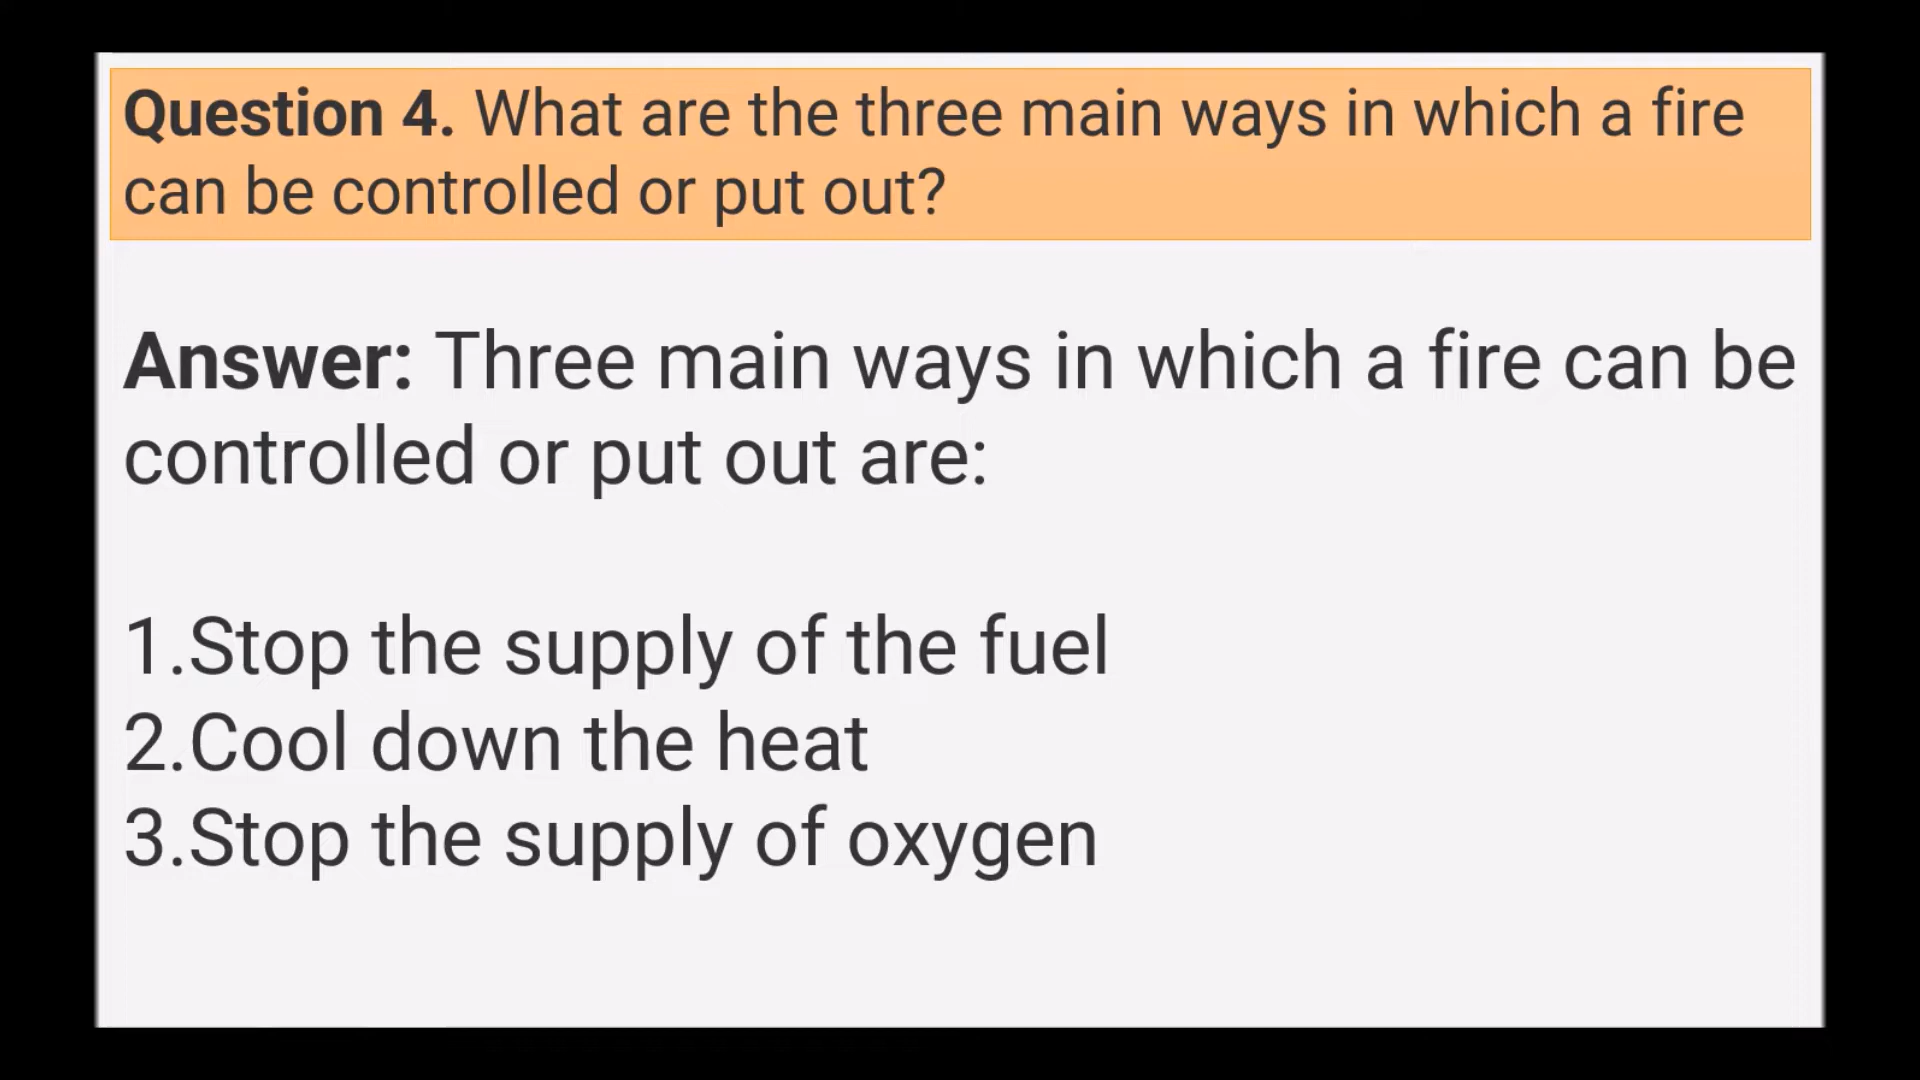 Question 4. What are the three main ways in which a fire
can be controlled or put out?
Answer: Three main ways in which a fire can be
controlled or put out are:
1.Stop the supply of the fuel
2.Cool down the heat
3.Stop the supply of oxygen